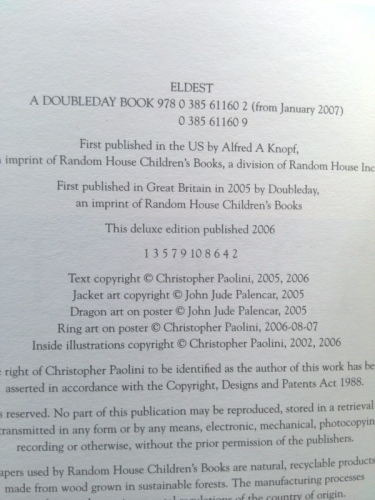 ELDEST
A DOUBLEDAY BOOK 978 0 385 61160 2 (from January 2007)
0 385 61160 9
First published in the US by Alfred A Knopf,
imprint of Random House Children's Books, a division of Random House Inc
First published in Great Britain in 2005 by Doubleday,
an imprint of Random House Children's Books
This deluxe edition published 2006
1 3 5 7 9 10 8 6 4 2
Text copyright © Christopher Paolini, 2005, 2006
Jacket art copyright © John Jude Palencar, 2005
Dragon art on poster © John Jude Palencar, 2005
Ring art on poster © Christopher Paolini, 2006-08-07
Inside illustrations copyright © Christopher Paolini, 2002, 2006
right of Christopher Paolini to be identified as the author of this work has be
asserted in accordance with the Copyright, Designs and Patents Act 1988.
s reserved. No part of this publication may be reproduced, stored in a retrieval
transmitted in any form or by any means, electronic, mechanical, photocopyin
recording or otherwise, without the prior permission of the publishers.
apers used by Random House Children's Books are natural, recyclable products
made from wood grown in sustainable forests. The manufacturing processes
regulations of the country of origin.